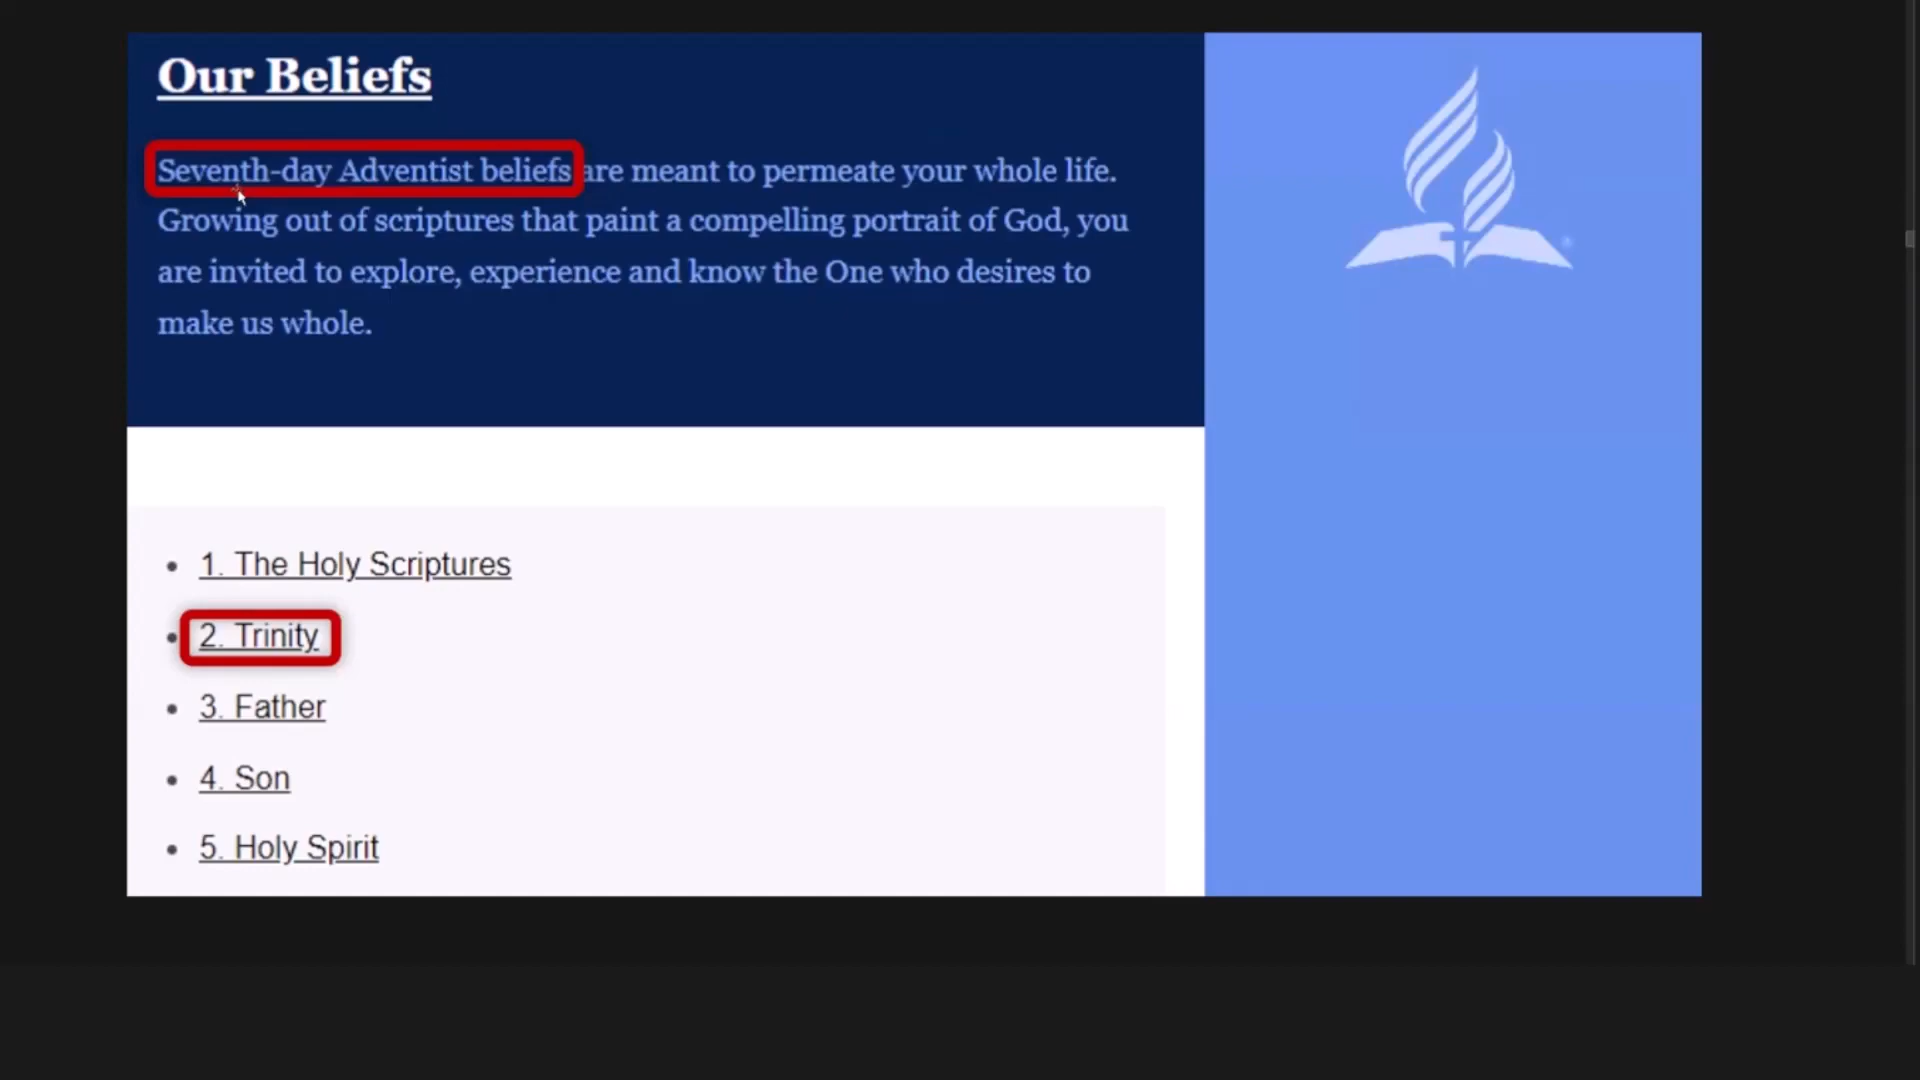 Our Beliefs
Seventh-day Adventist beliefs are meant to permeate your whole life.
Growing out of scriptures that paint a compelling portrait of God, you
are invited to explore, experience and know the One who desires to
make us whole.
1. The Holy Scriptures
2. Trinity
3. Father
4. Son
5. Holy Spirit